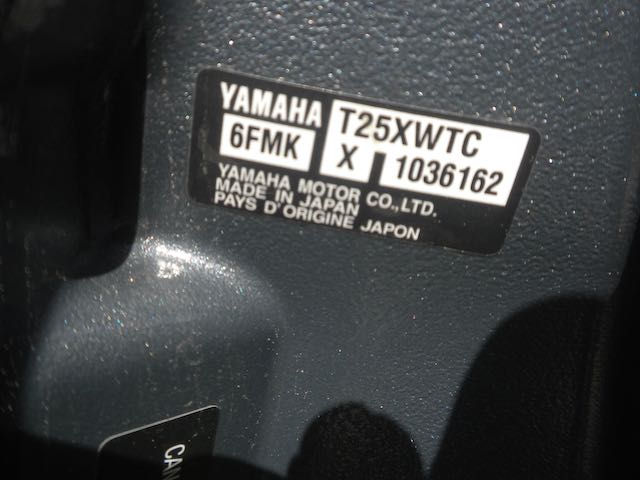 YAMAHA T25XWTC
6FMK X 1036162
YAMAHA MOTOR CO.,LTD.
MADE IN JAPAN
PAYS D'ORIGINE JAPON